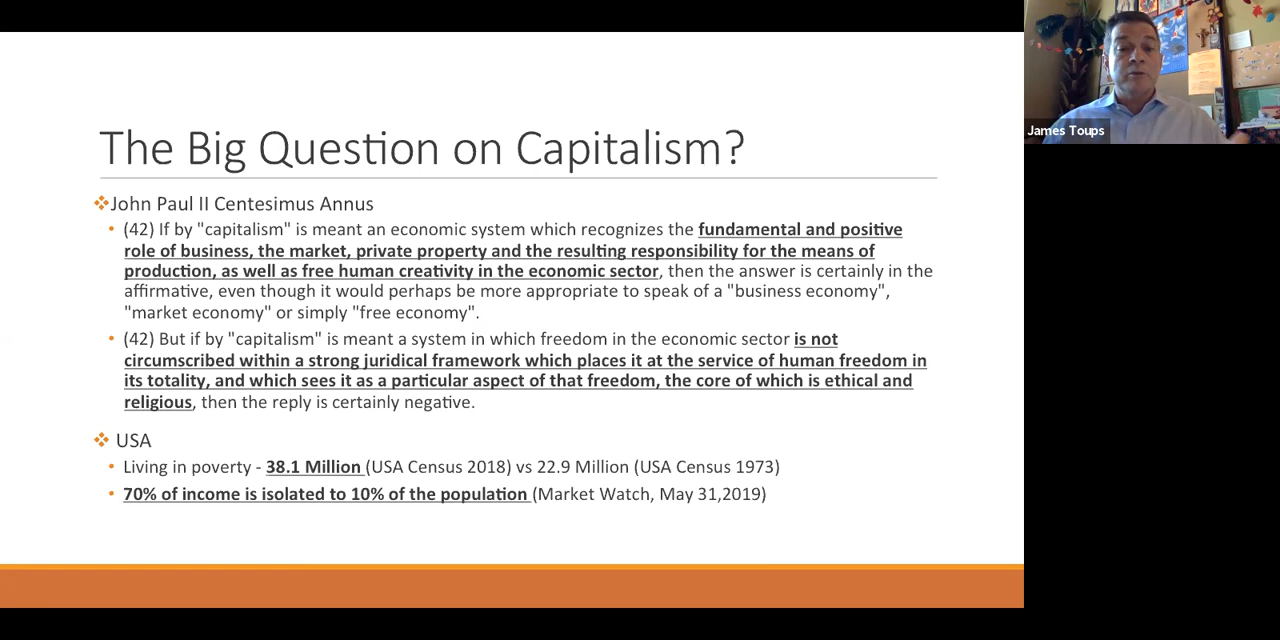 The Big Question on Capitalism?
❖John Paul II Centesimus Annus
• (42) If by "capitalism" is meant an economic system which recognizes the fundamental and positive
role of business, the market, private property and the resulting responsibility for the means of
production, as well as free human creativity in the economic sector, then the answer is certainly in the
affirmative, even though it would perhaps be more appropriate to speak of a "business economy",
"market economy" or simply "free economy".
• (42) But if by "capitalism" is meant a system in which freedom in the economic sector is not
circumscribed within a strong juridical framework which places it at the service of human freedom in
its totality, and which sees it as a particular aspect of that freedom, the core of which is ethical and
religious, then the reply is certainly negative.
❖ USA
• Living in poverty - 38.1 Million (USA Census 2018) vs 22.9 Million (USA Census 1973)
• 70% of income is isolated to 10% of the population (Market Watch, May 31,2019)
James Toups